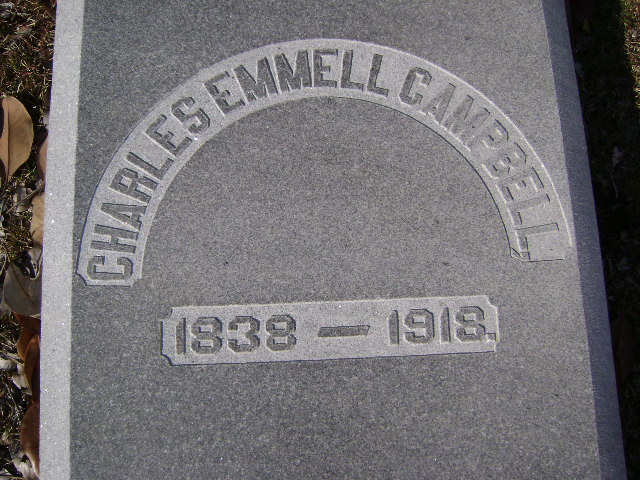 CHARLES EMMELL CAMPBELL.
1838 — 1918.